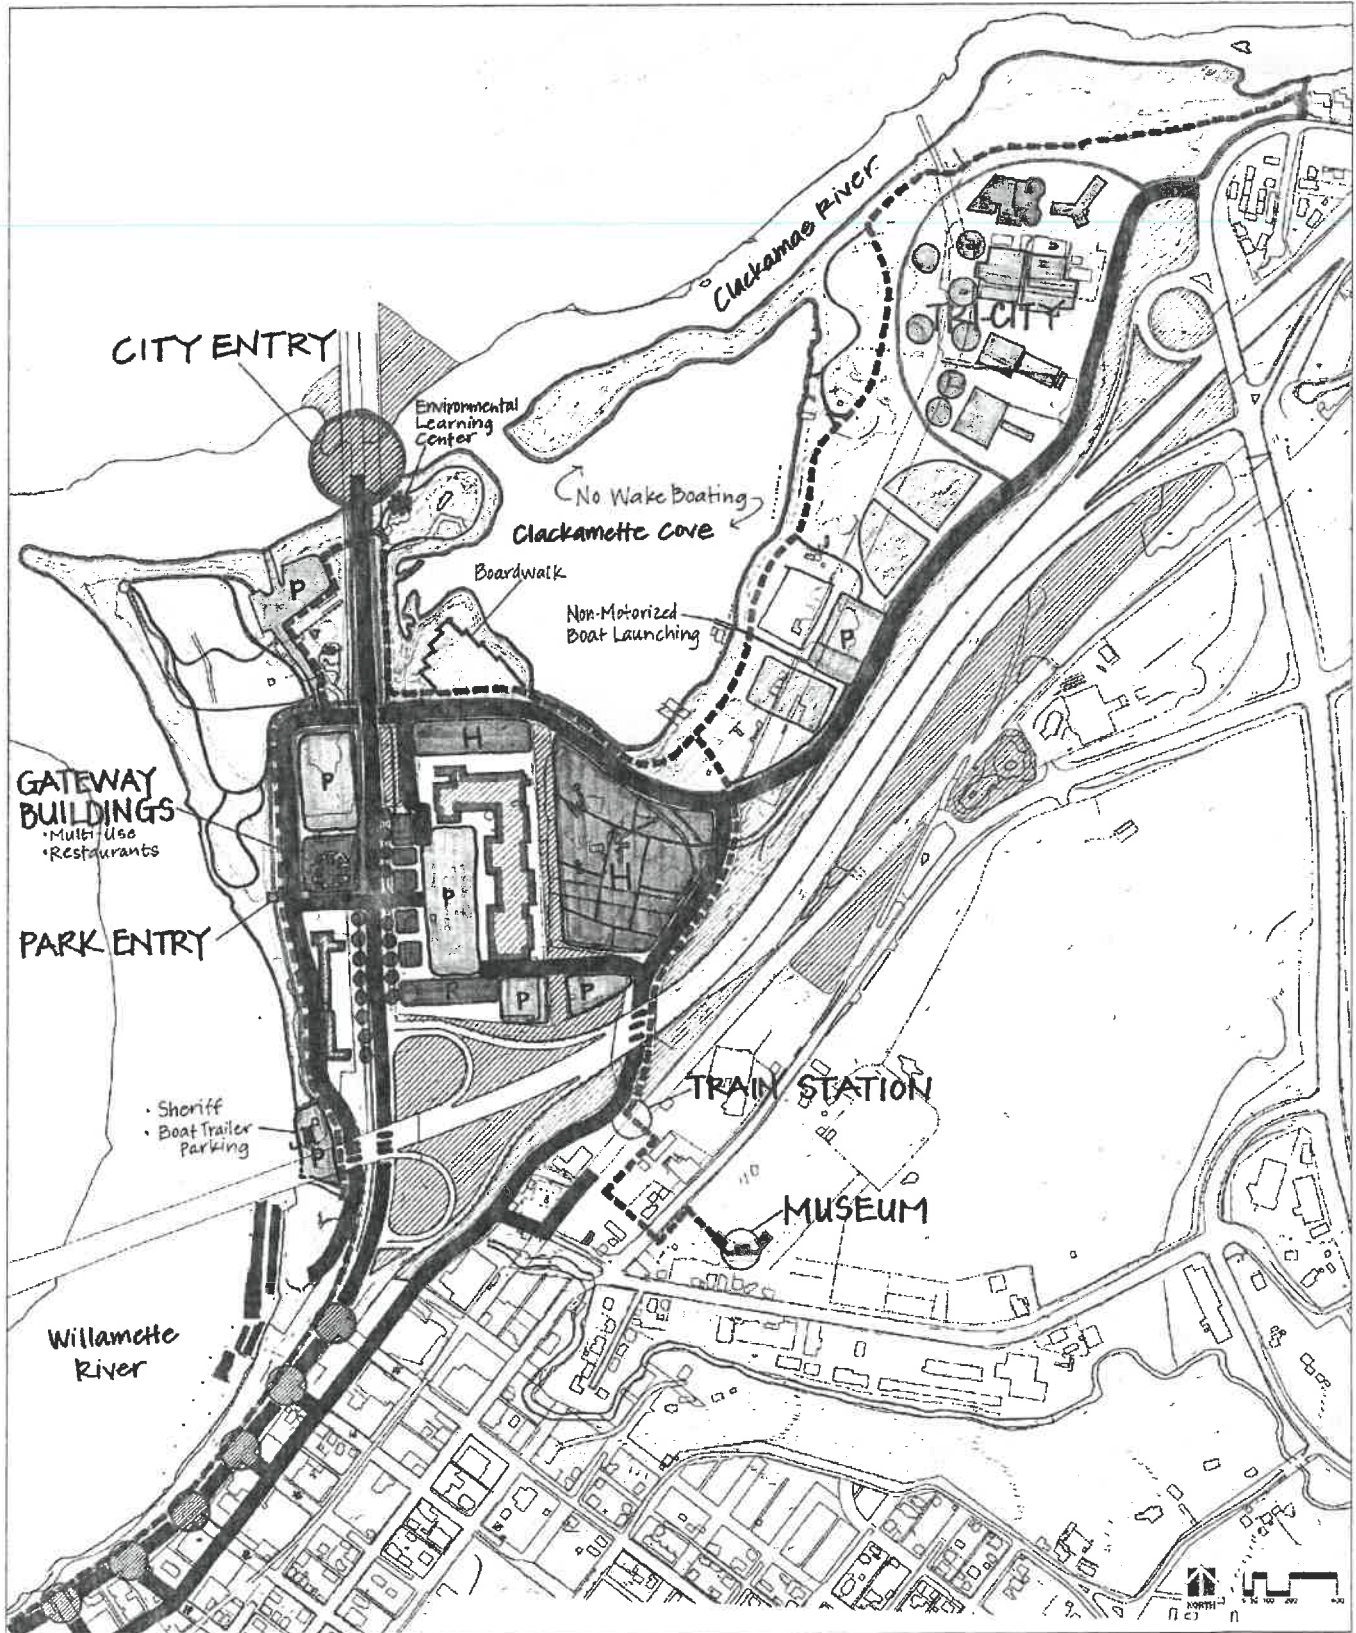 Clackamas River
CITY ENTRY
TRI-CITY
Environmental
Learning
Center
No Wake Boating
Clackamette Cove
Boardwalk
P
Non-Motorized
Boat Launching
P
H
P
GATEWAY
BUILDINGS
•Multi-Use
•Restaurants
H
P
PARK ENTRY
R
P
P
TRAIN STATION
• Sheriff
• Boat Trailer
Parking
P
MUSEUM
Willamette
River
NORTH